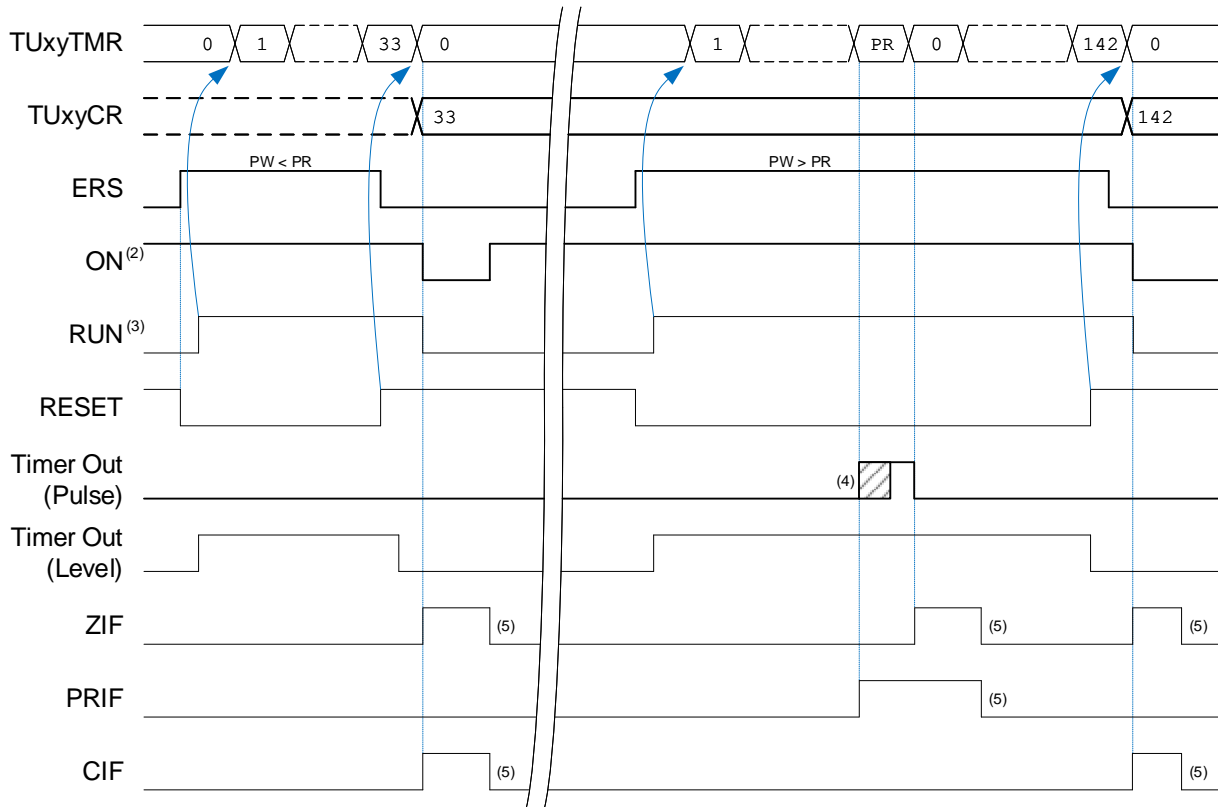 TUxyTMR 0 1 33 0 1 PR 0 142 0
TUxyCR 33 142
PW < PR PW > PR
ERS
ON(2)
RUN(3)
RESET
Timer Out
(Pulse)
(4)
Timer Out
(Level)
ZIF (5) (5) (5)
PRIF (5)
CIF (5) (5)